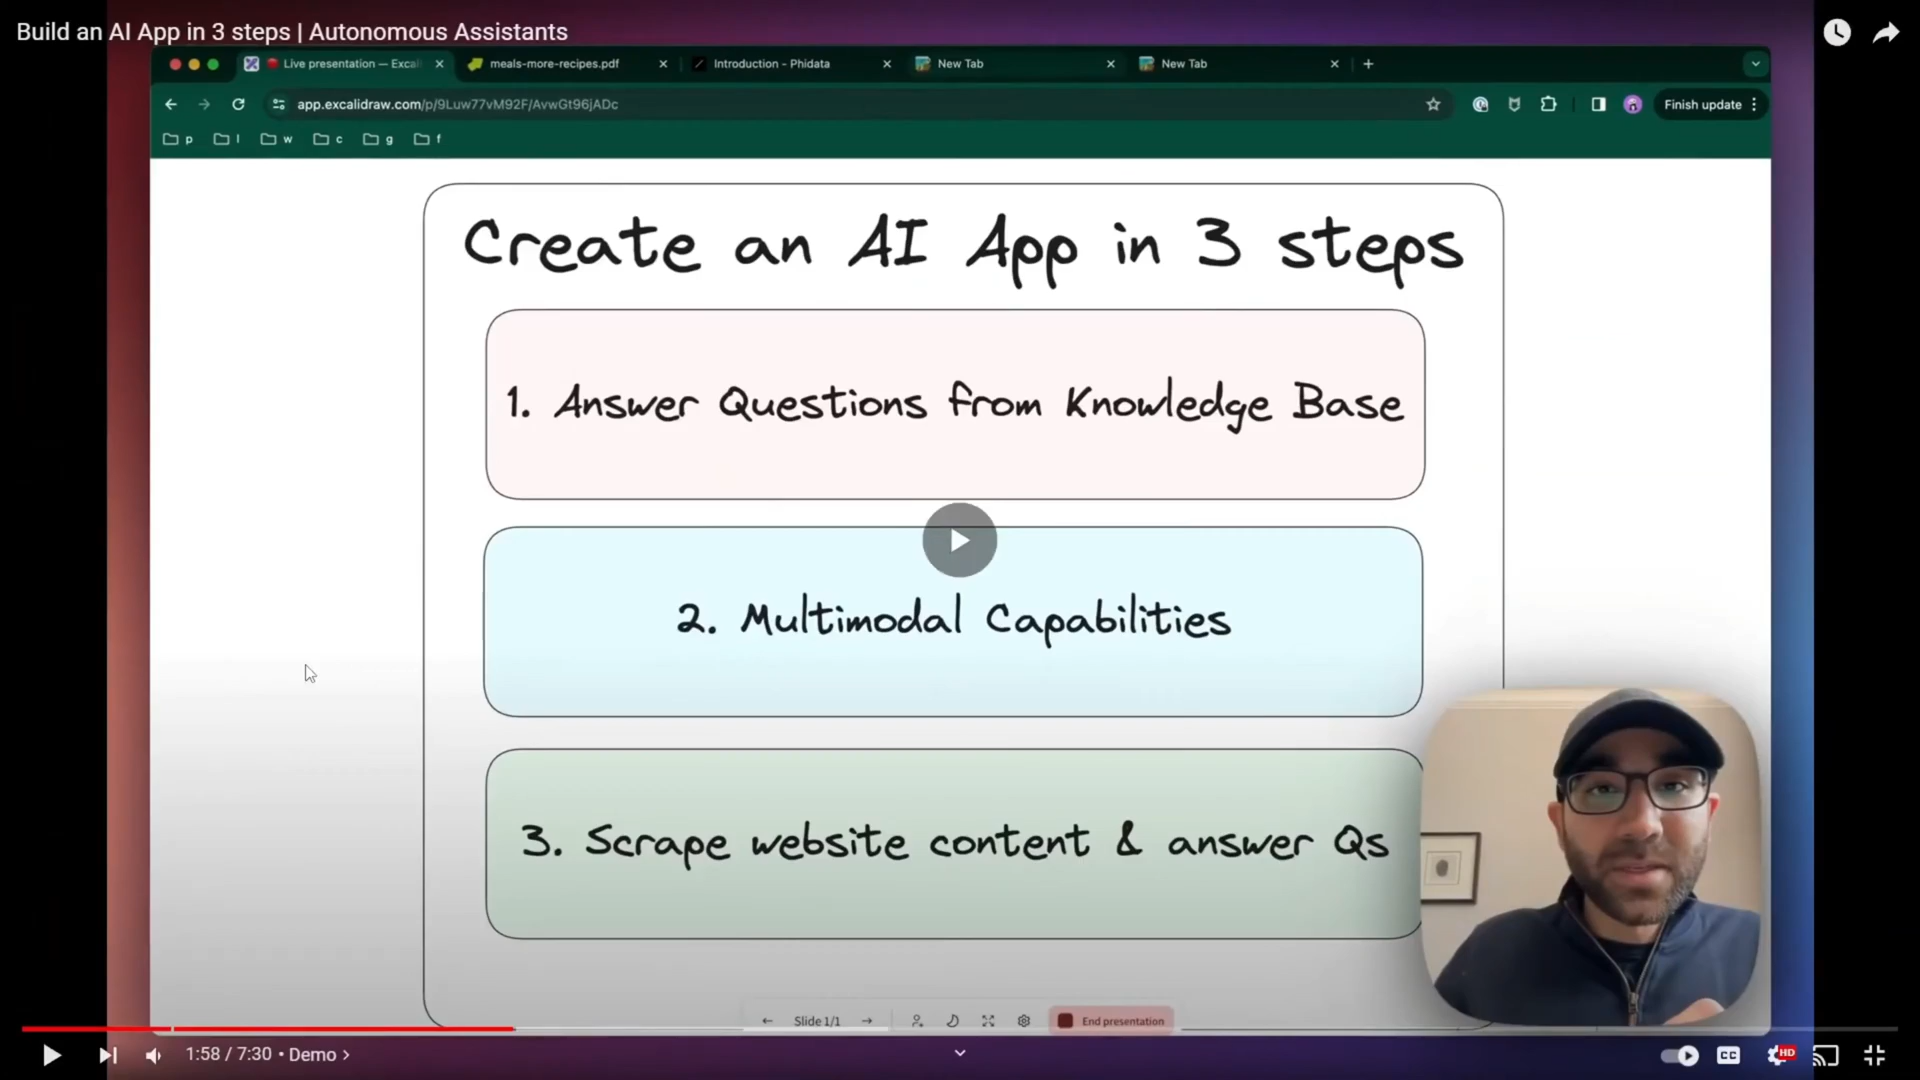 Build an AI App in 3 steps | Autonomous Assistants
Live presentation — Excal
meals-more-recipes.pdf
Introduction - Phidata
New Tab
New Tab
app.excalidraw.com/p/9Luw77vM92F/AvwGt96jADc
Finish update
p
l
w
c
g
f
Create an AI App in 3 steps
1. Answer Questions from Knowledge Base
2. Multimodal Capabilities
3. Scrape website content & answer Qs
Slide 1/1
End presentation
1:58 / 7:30 • Demo
CC
HD